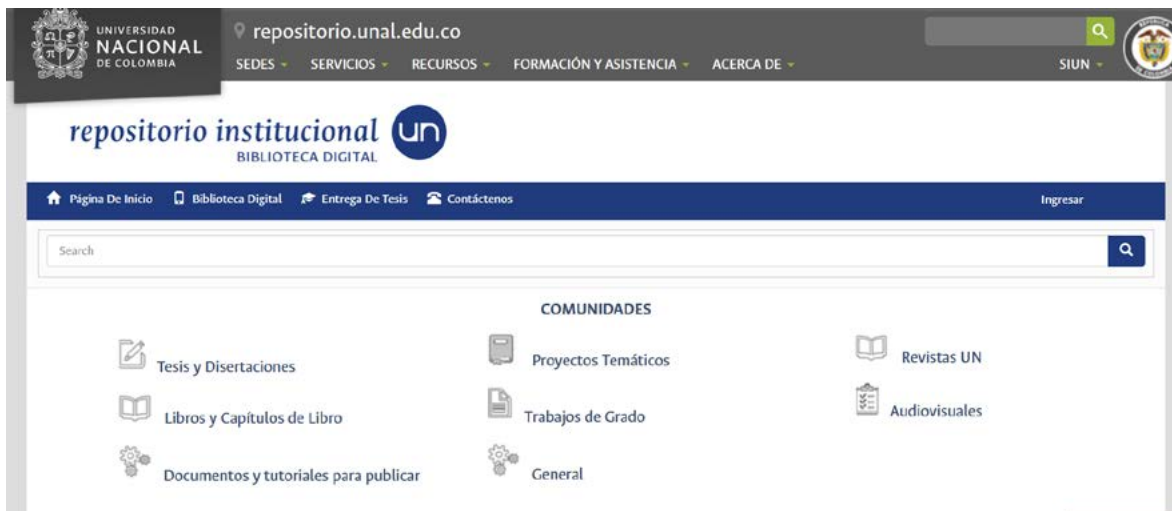 UNIVERSIDAD
NACIONAL
DE COLOMBIA
repositorio.unal.edu.co
SEDES SERVICIOS RECURSOS FORMACIÓN Y ASISTENCIA ACERCA DE SIUN
repositorio institucional un
BIBLIOTECA DIGITAL
Página De Inicio Biblioteca Digital Entrega De Tesis Contáctenos Ingresar
Search
COMUNIDADES
Tesis y Disertaciones Proyectos Temáticos Revistas UN
Libros y Capítulos de Libro Trabajos de Grado Audiovisuales
Documentos y tutoriales para publicar General